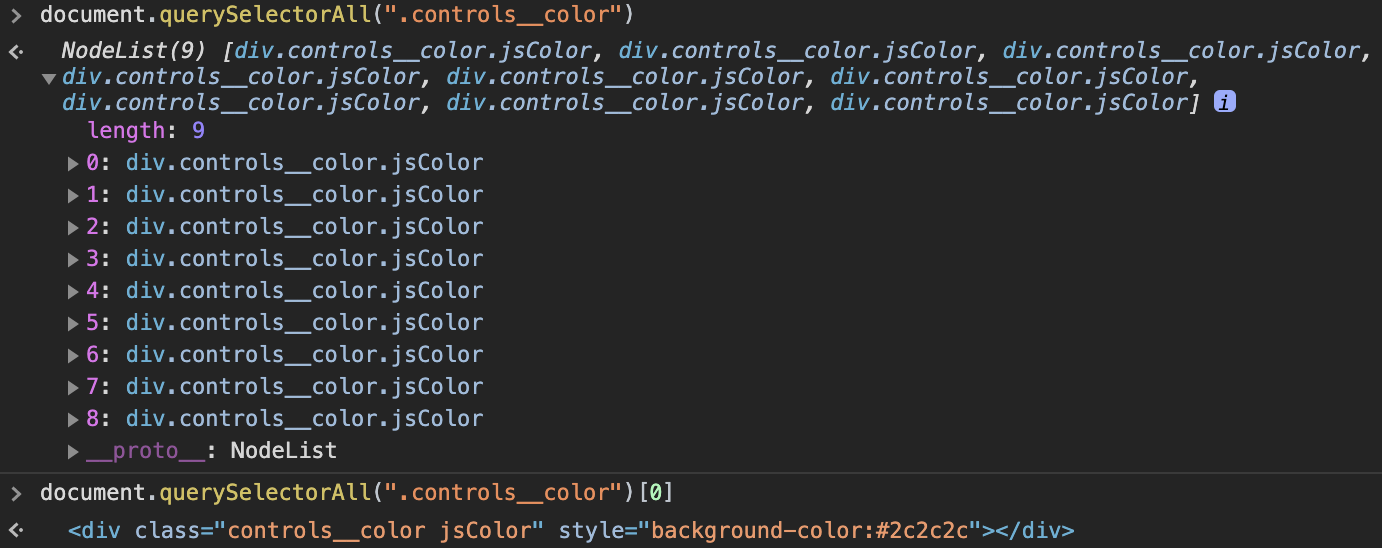 > document.querySelectorAll(".controls__color")
NodeList(9) [div.controls__color.jsColor, div.controls__color.jsColor, div.controls__color.jsColor,
▼ div.controls__color.jsColor, div.controls__color.jsColor, div.controls__color.jsColor,
div.controls__color.jsColor, div.controls__color.jsColor, div.controls__color.jsColor] i
length: 9
▶ 0: div.controls__color.jsColor
▶ 1: div.controls__color.jsColor
▶ 2: div.controls__color.jsColor
▶ 3: div.controls__color.jsColor
▶ 4: div.controls__color.jsColor
▶ 5: div.controls__color.jsColor
▶ 6: div.controls__color.jsColor
▶ 7: div.controls__color.jsColor
▶ 8: div.controls__color.jsColor
▶ __proto__: NodeList
> document.querySelectorAll(".controls__color")[0]
<div class="controls__color jsColor" style="background-color:#2c2c2c"></div>